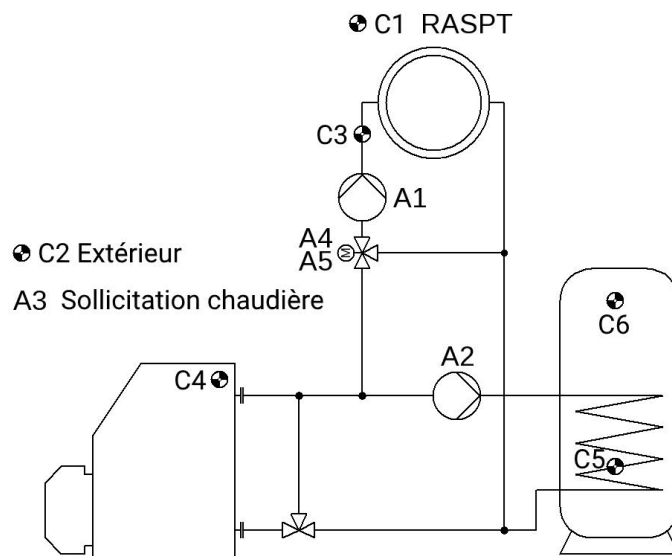 C1 RASPT
C3
A1
A4
A5
M
C2 Extérieur
A3 Sollicitation chaudière
C6
A2
C4
C5